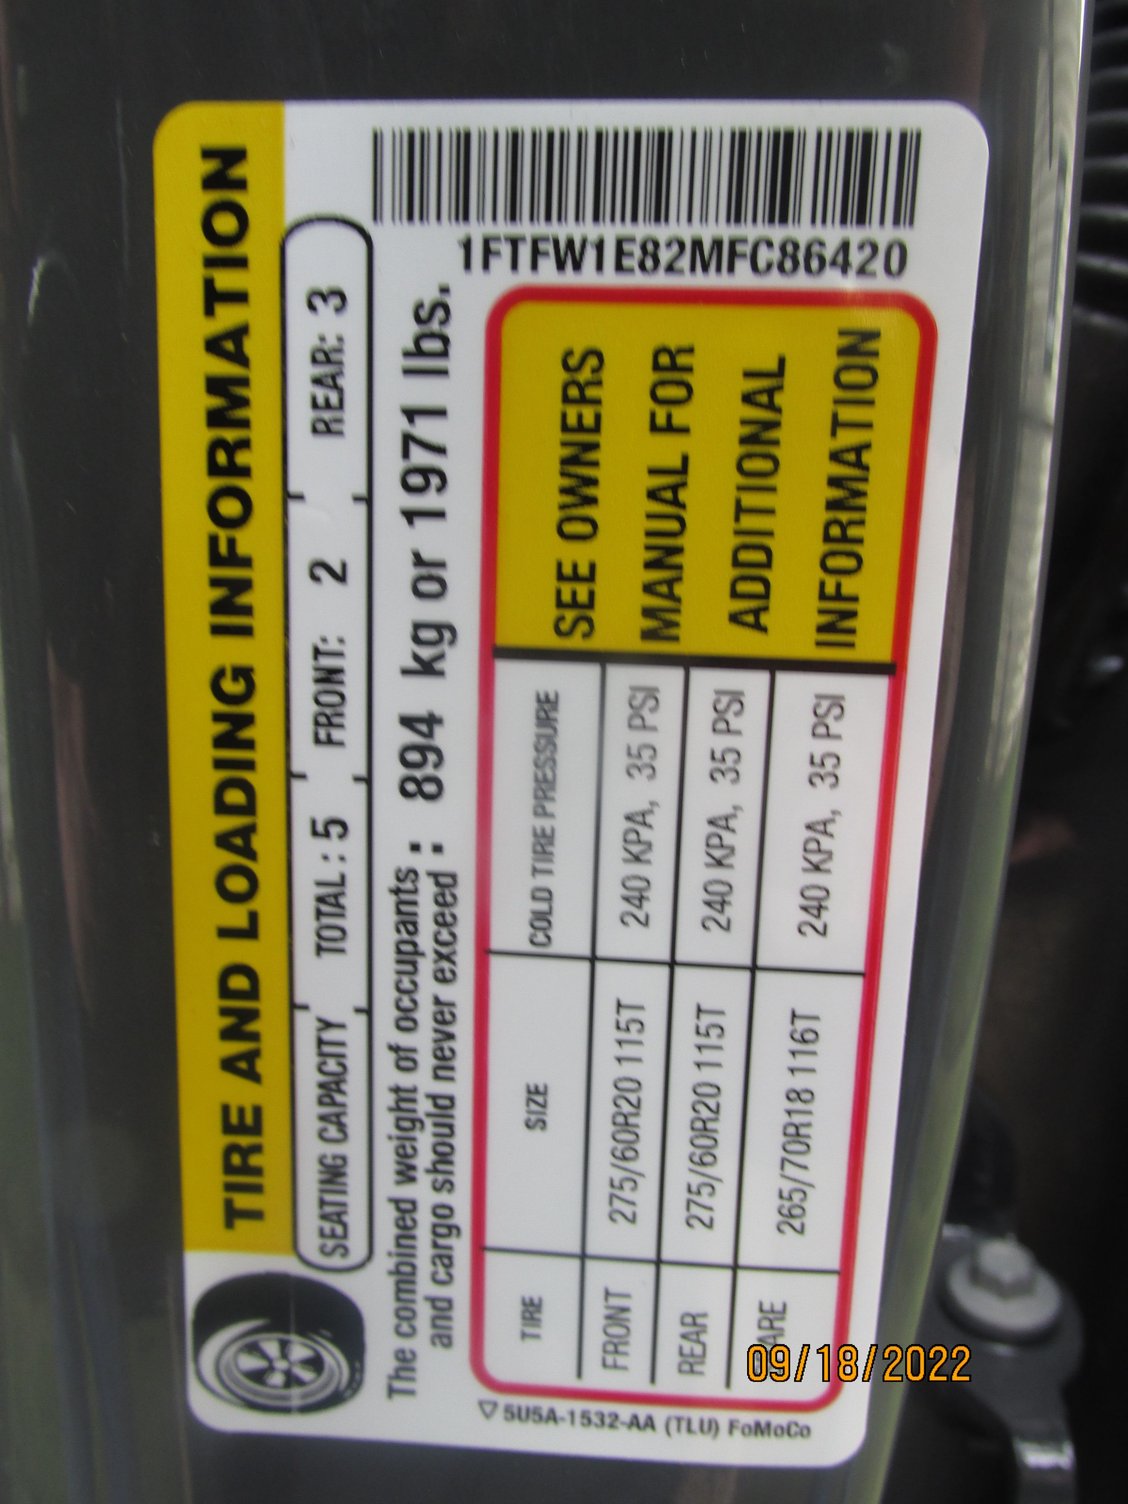 TIRE AND LOADING INFORMATION
SEATING CAPACITY TOTAL : 5 FRONT: 2 REAR: 3
The combined weight of occupants :
and cargo should never exceed : 894 kg or 1971 lbs.
1FTFW1E82MFC86420
TIRE SIZE COLD TIRE PRESSURE
FRONT 275/60R20 115T 240 KPA, 35 PSI
REAR 275/60R20 115T 240 KPA, 35 PSI
ARE 265/70R18 116T 240 KPA, 35 PSI
SEE OWNERS
MANUAL FOR
ADDITIONAL
INFORMATION
5U5A-1532-AA (TLU) FoMoCo
09/18/2022